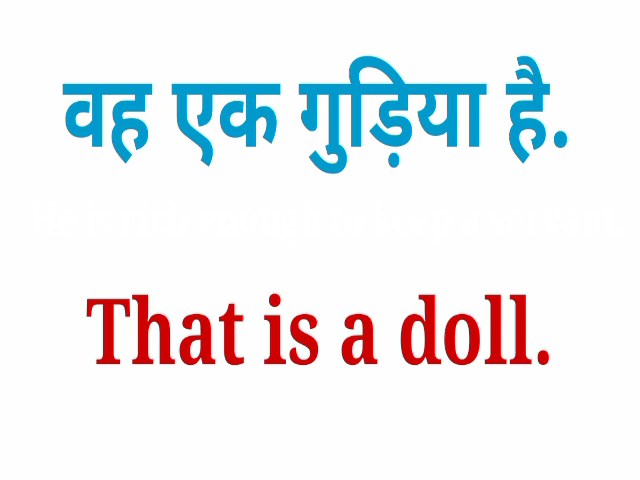 वह एक गुड़िया है.
That is a doll.